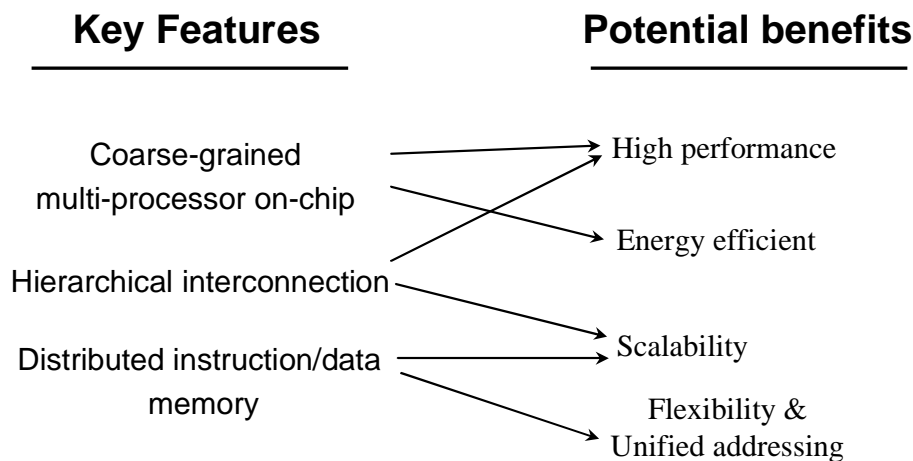 Key Features
Potential benefits
Coarse-grained
multi-processor on-chip
High performance
Energy efficient
Hierarchical interconnection
Scalability
Distributed instruction/data
memory
Flexibility &
Unified addressing